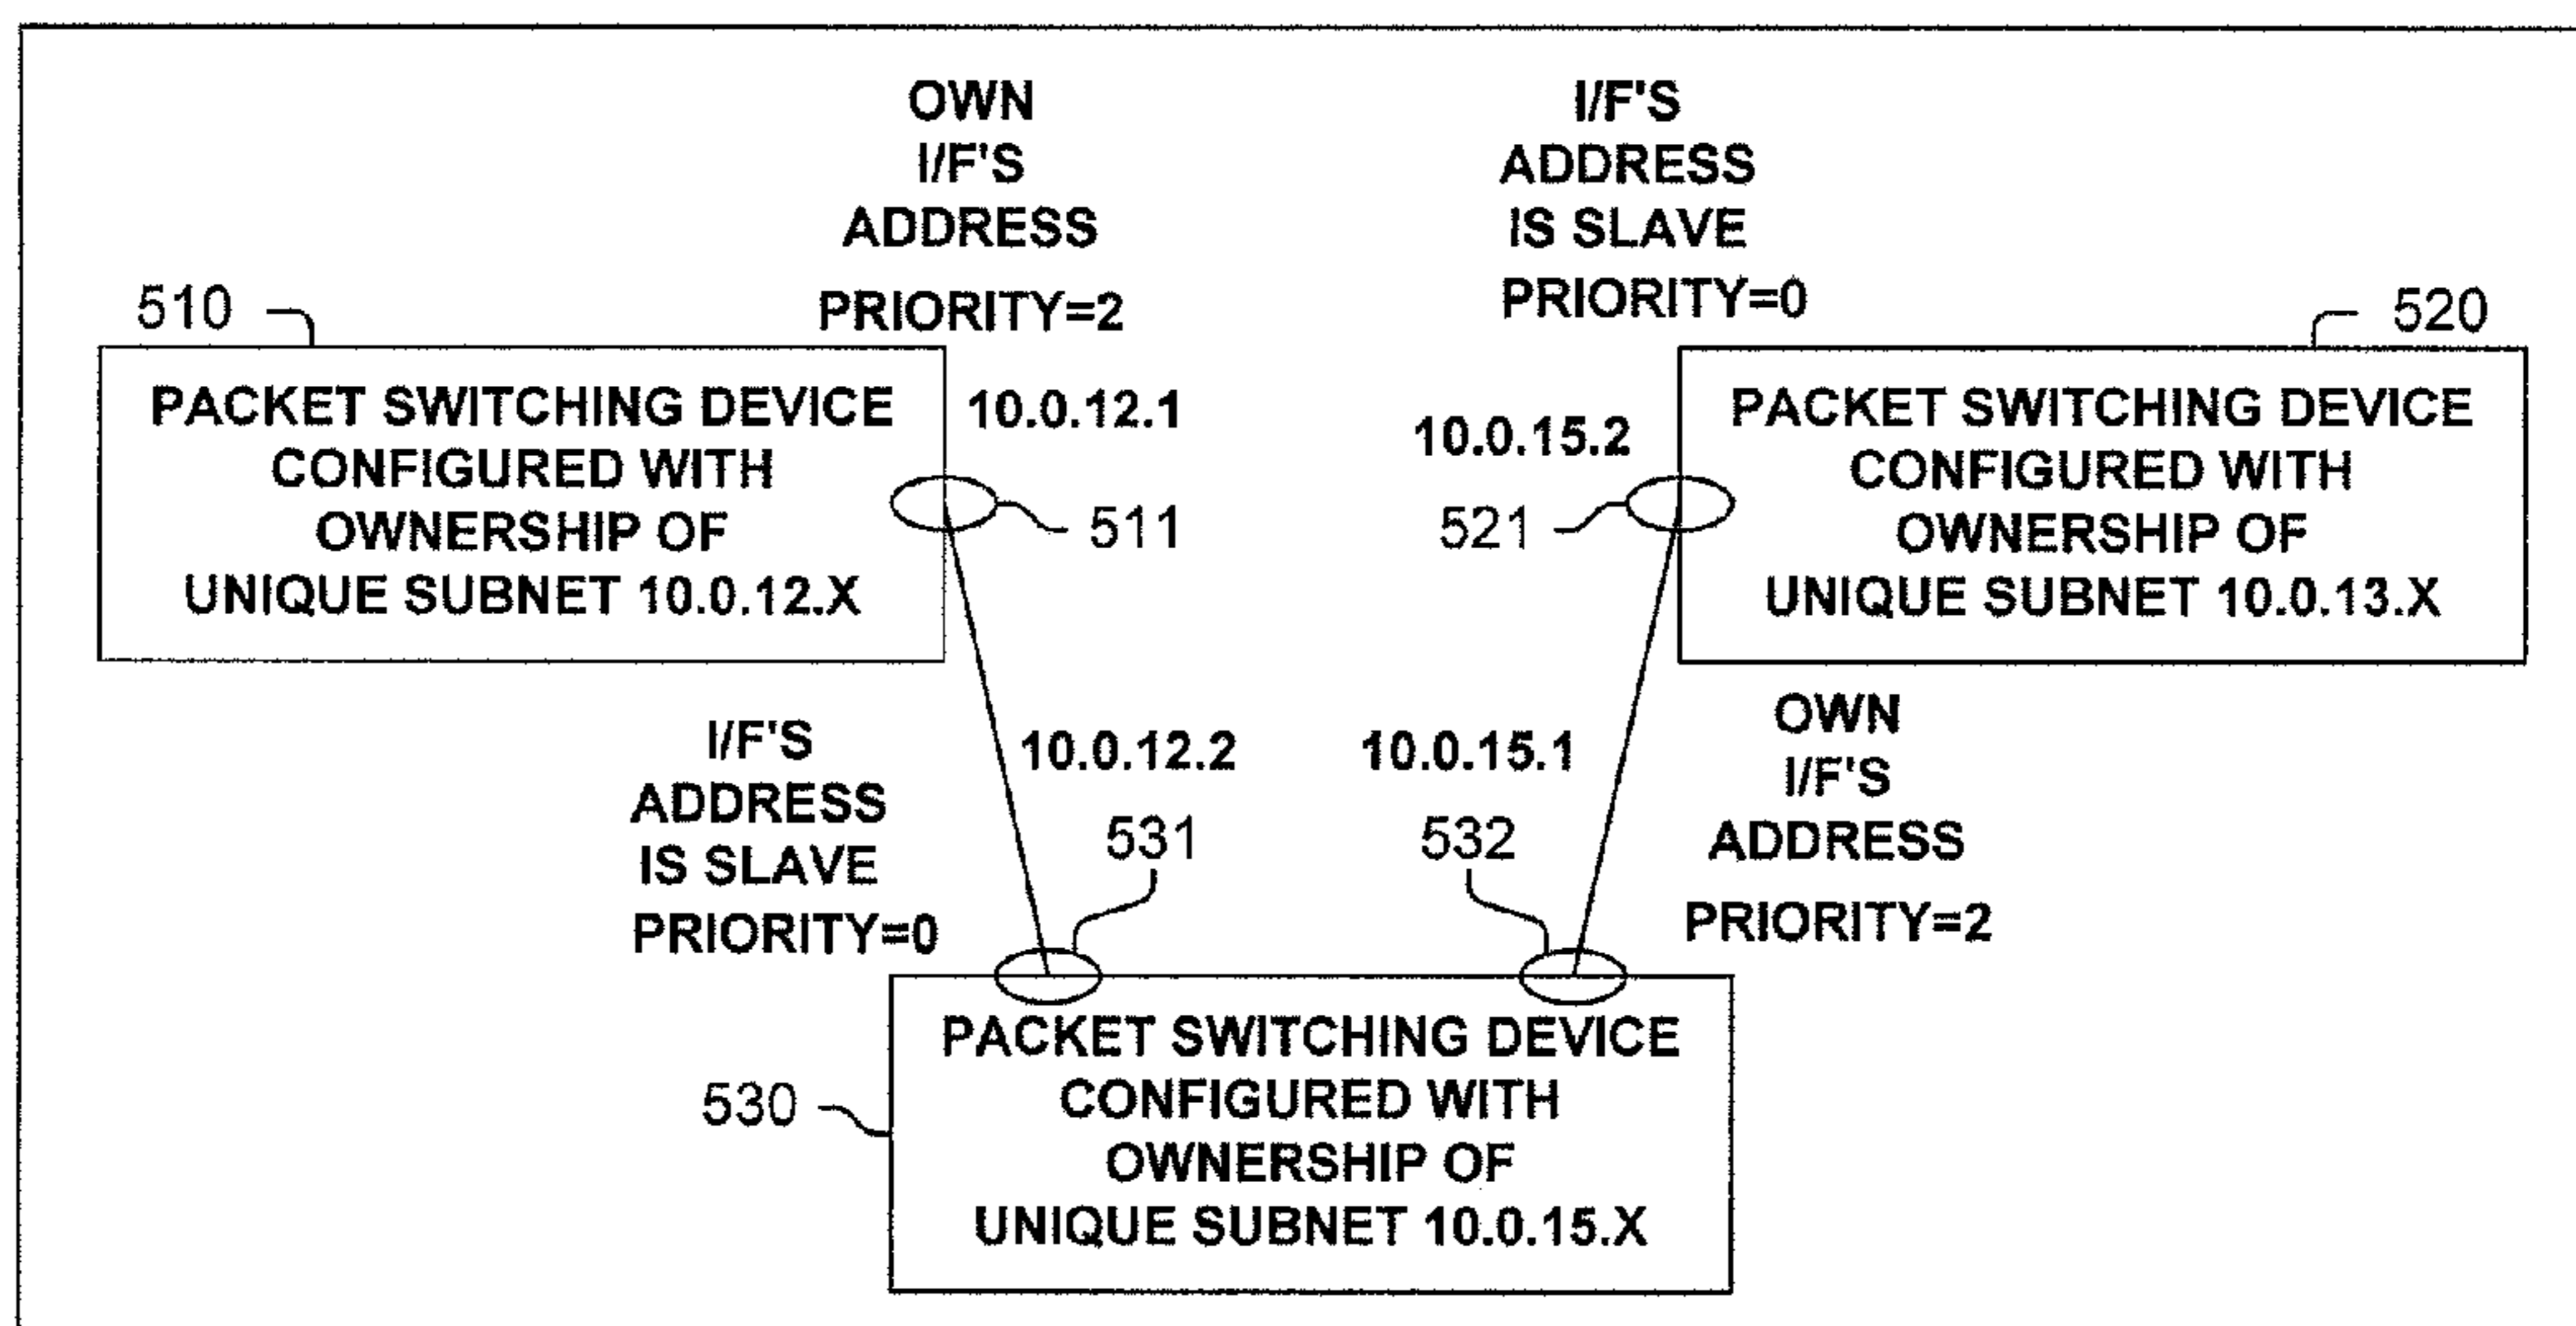 OWN
I/F'S
ADDRESS
PRIORITY=2
I/F'S
ADDRESS
IS SLAVE
PRIORITY=0
510
520
PACKET SWITCHING DEVICE
CONFIGURED WITH
OWNERSHIP OF
UNIQUE SUBNET 10.0.12.X
10.0.12.1
511
10.0.15.2
521
PACKET SWITCHING DEVICE
CONFIGURED WITH
OWNERSHIP OF
UNIQUE SUBNET 10.0.13.X
I/F'S
ADDRESS
IS SLAVE
PRIORITY=0
10.0.12.2
531
10.0.15.1
532
OWN
I/F'S
ADDRESS
PRIORITY=2
530
PACKET SWITCHING DEVICE
CONFIGURED WITH
OWNERSHIP OF
UNIQUE SUBNET 10.0.15.X